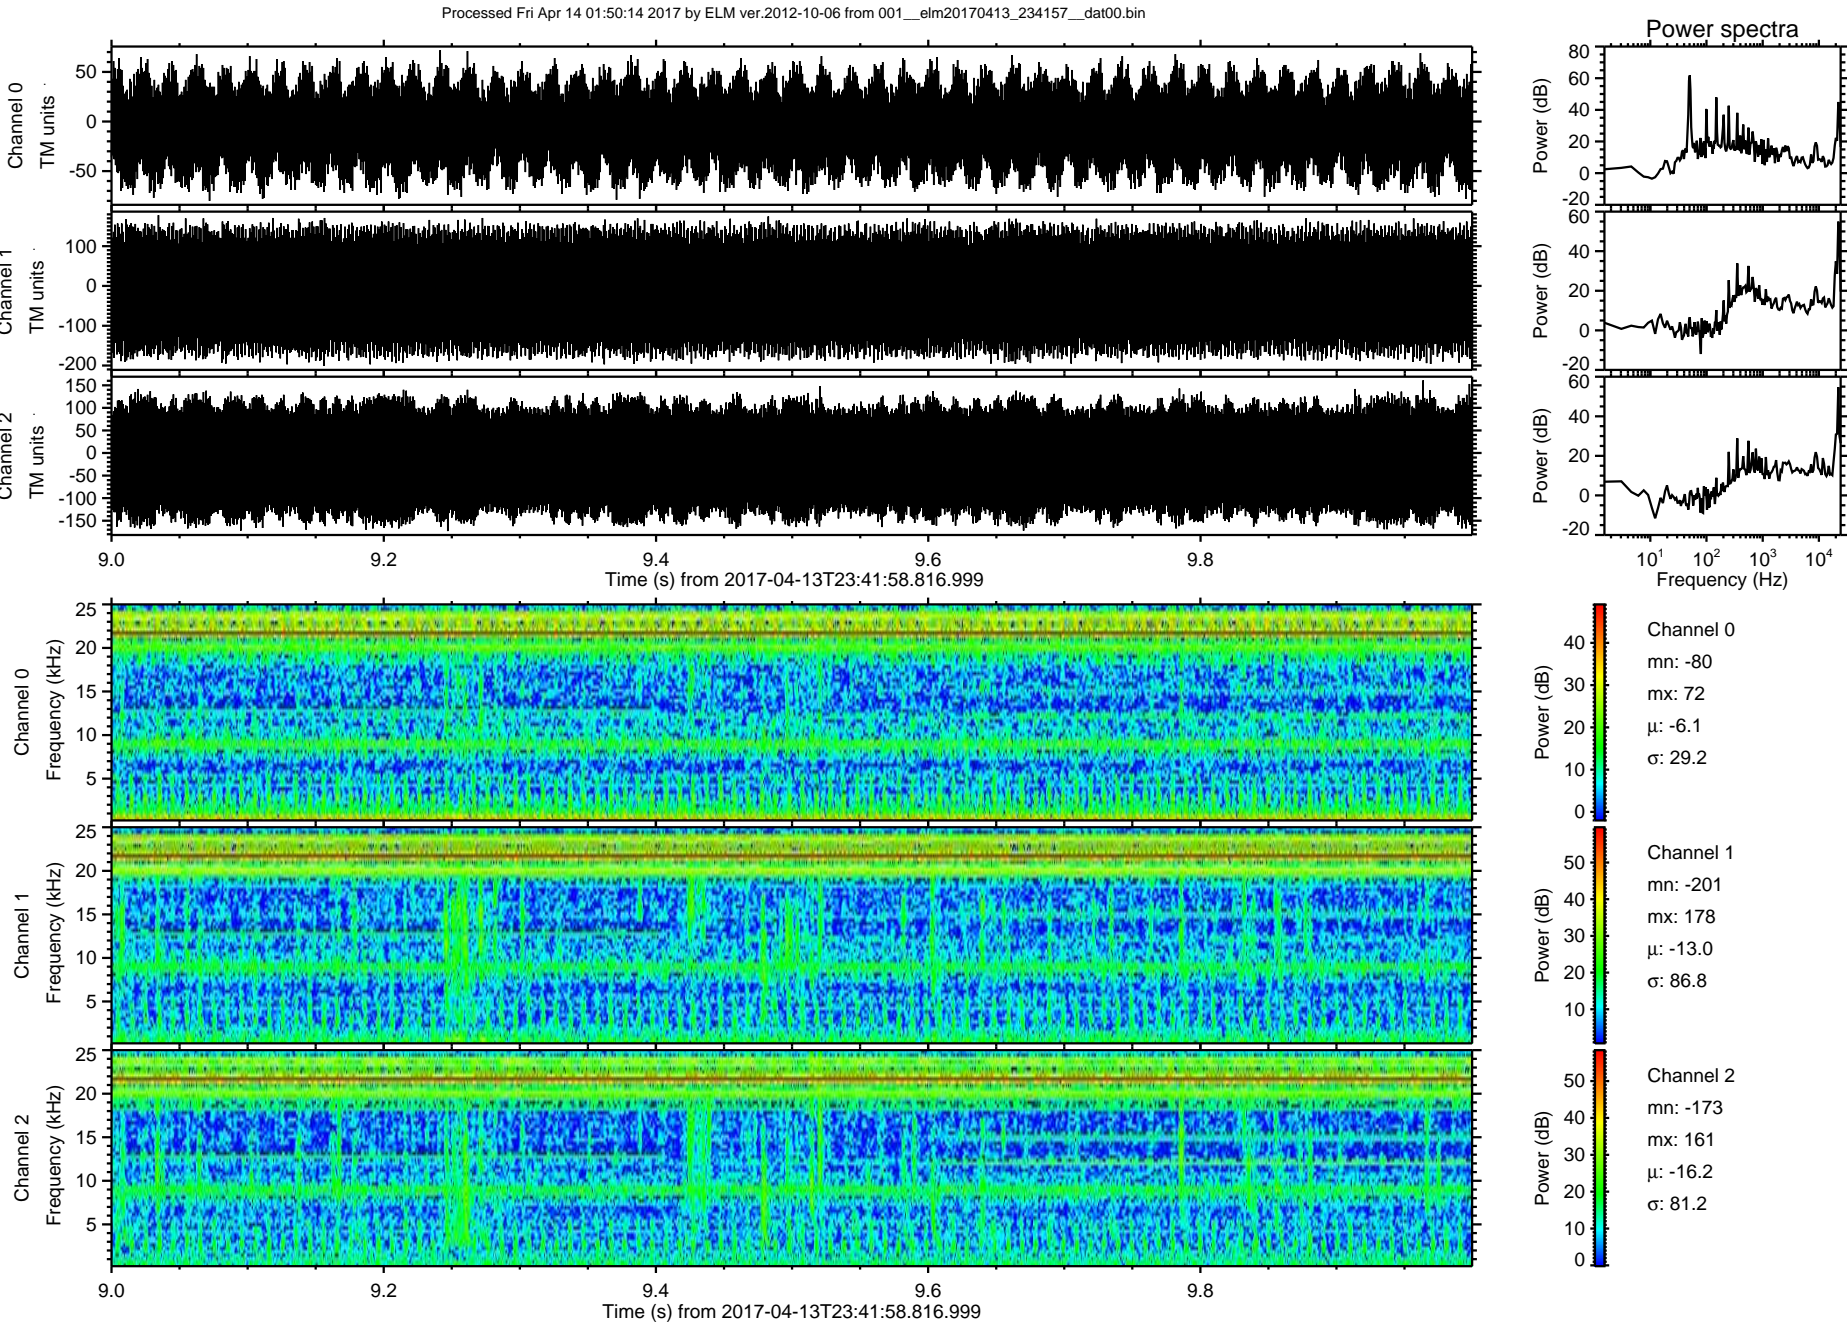 Processed Fri Apr 14 01:50:14 2017 by ELM ver.2012-10-06 from 001__elm20170413_234157__dat00.bin
Power spectra
Channel 0
TM units
50
0
-50
Power (dB)
80
60
40
20
0
-20
Channel 1
TM units
100
0
-100
-200
Power (dB)
60
40
20
0
-20
Channel 2
TM units
150
100
50
0
-50
-100
-150
Power (dB)
60
40
20
0
-20
9.0 9.2 9.4 9.6 9.8
Time (s) from 2017-04-13T23:41:58.816.999
10¹ 10² 10³ 10⁴
Frequency (Hz)
Channel 0
Frequency (kHz)
25
20
15
10
5
Power (dB)
40
30
20
10
0
Channel 0
mn: -80
mx: 72
μ: -6.1
σ: 29.2
Channel 1
Frequency (kHz)
25
20
15
10
5
Power (dB)
50
40
30
20
10
Channel 1
mn: -201
mx: 178
μ: -13.0
σ: 86.8
Channel 2
Frequency (kHz)
25
20
15
10
5
Power (dB)
50
40
30
20
10
0
Channel 2
mn: -173
mx: 161
μ: -16.2
σ: 81.2
9.0 9.2 9.4 9.6 9.8
Time (s) from 2017-04-13T23:41:58.816.999